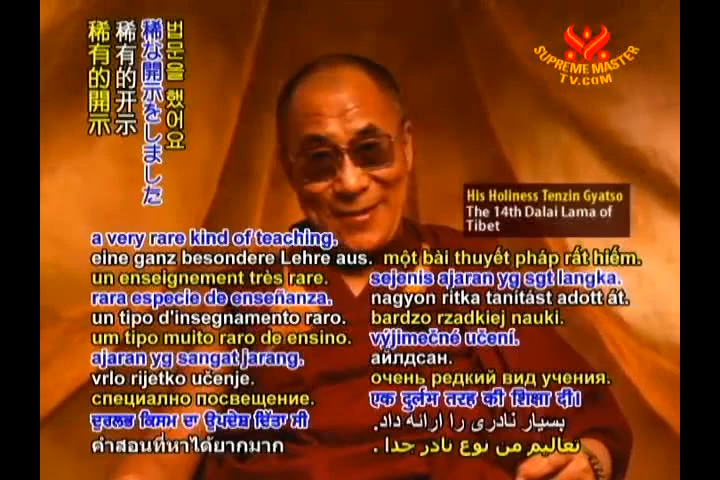 법문을 했어요
稀な開示をしました
稀有的开示
稀有的開示
SUPREME MASTER
TV.COM
His Holiness Tenzin Gyatso
The 14th Dalai Lama of
Tibet
a very rare kind of teaching.
eine ganz besondere Lehre aus.
un enseignement très rare.
rara especie de enseñanza.
un tipo d'insegnamento raro.
um tipo muito raro de ensino.
ajaran yg sangat jarang.
vrlo rijetko učenje.
специално посвещение.
ਦੁਰਲਭ ਕਿਸਮ ਦਾ ਉਪਦੇਸ਼ ਦਿੱਤਾ ਸੀ
คำสอนที่หาได้ยากมาก
một bài thuyết pháp rất hiếm.
sejenis ajaran yg sgt langka.
nagyon ritka tanítást adott át.
bardzo rzadkiej nauki.
výjimečné učení.
айлдсан.
очень редкий вид учения.
एक दुर्लभ तरह की शिक्षा दी।
بسیار نادری را ارائه داد.
تعاليم من نوع نادر جدا .